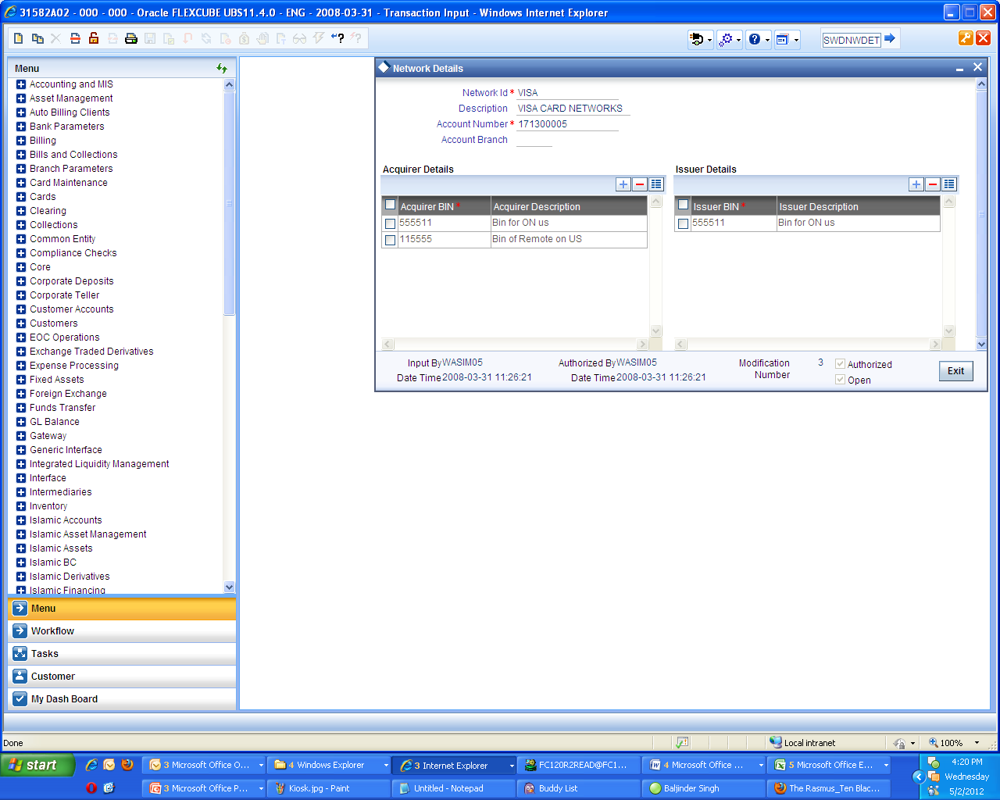 31582A02 - 000 - 000 - Oracle FLEXCUBE UBS11.4.0 - ENG - 2008-03-31 - Transaction Input - Windows Internet Explorer
SWDNWDET
Menu
Accounting and MIS
Asset Management
Auto Billing Clients
Bank Parameters
Billing
Bills and Collections
Branch Parameters
Card Maintenance
Cards
Clearing
Collections
Common Entity
Compliance Checks
Core
Corporate Deposits
Corporate Teller
Customer Accounts
Customers
EOC Operations
Exchange Traded Derivatives
Expense Processing
Fixed Assets
Foreign Exchange
Funds Transfer
GL Balance
Gateway
Generic Interface
Integrated Liquidity Management
Interface
Intermediaries
Inventory
Islamic Accounts
Islamic Asset Management
Islamic Assets
Islamic BC
Islamic Derivatives
Islamic Financing
Menu
Workflow
Tasks
Customer
My Dash Board
Network Details
Network Id * VISA
Description VISA CARD NETWORKS
Account Number * 171300005
Account Branch
Acquirer Details
Acquirer BIN * Acquirer Description
555511 Bin for ON us
115555 Bin of Remote on US
Issuer Details
Issuer BIN * Issuer Description
555511 Bin for ON us
Input By WASIM05 Authorized By WASIM05 Modification Number 3 Authorized
Date Time 2008-03-31 11:26:21 Date Time 2008-03-31 11:26:21 Open
Exit
Done Local intranet 100%
start 3 Microsoft Office O... 4 Windows Explorer 3 Internet Explorer FC120R2READ@FC1... 4 Microsoft Office ... 5 Microsoft Office E... 4:20 PM
Wednesday
3 Microsoft Office P... Kiosk.jpg - Paint Untitled - Notepad Buddy List Baljinder Singh The Rasmus_Ten Blac... 5/2/2012